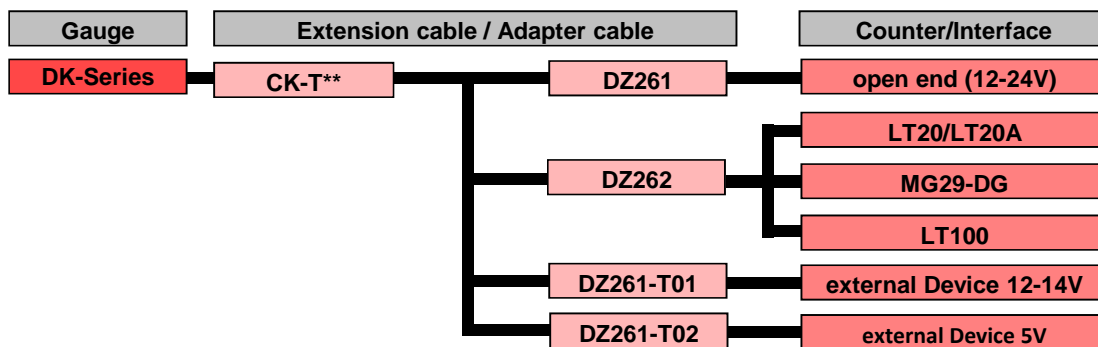 Gauge
Extension cable / Adapter cable
Counter/Interface
DK-Series
CK-T**
DZ261
open end (12-24V)
LT20/LT20A
DZ262
MG29-DG
LT100
DZ261-T01
external Device 12-14V
DZ261-T02
external Device 5V